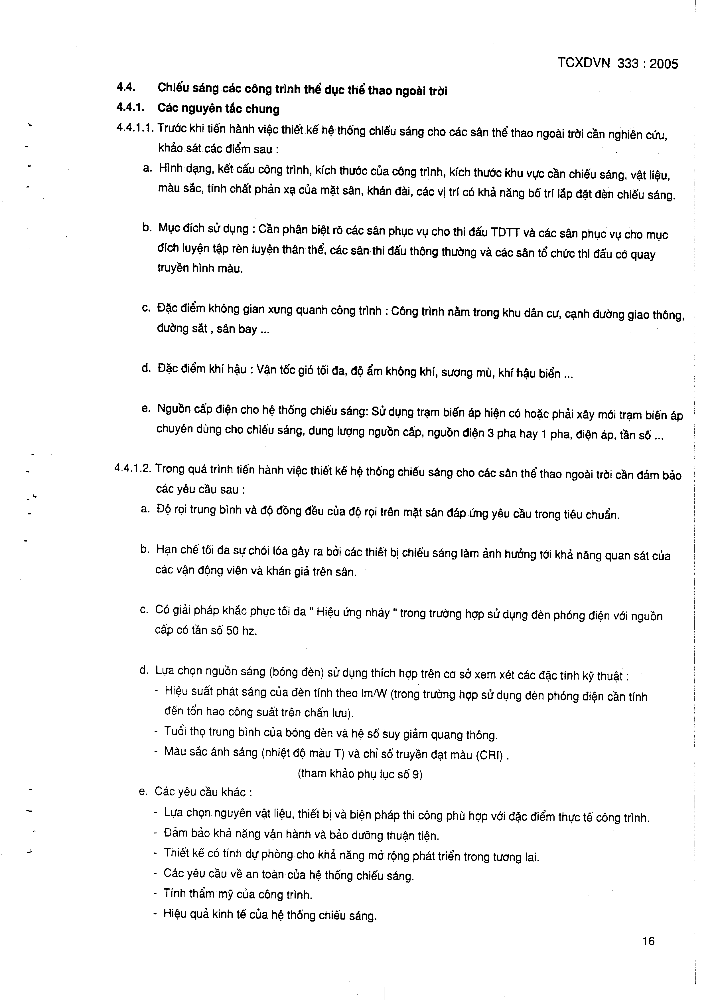 TCXDVN 333 : 2005
4.4. Chiếu sáng các công trình thể dục thể thao ngoài trời
4.4.1. Các nguyên tắc chung
4.4.1.1. Trước khi tiến hành việc thiết kế hệ thống chiếu sáng cho các sân thể thao ngoài trời cần nghiên cứu,
khảo sát các điểm sau :
a. Hình dạng, kết cấu công trình, kích thước của công trình, kích thước khu vực cần chiếu sáng, vật liệu,
màu sắc, tính chất phản xạ của mặt sân, khán đài, các vị trí có khả năng bố trí lắp đặt đèn chiếu sáng.
b. Mục đích sử dụng : Cần phân biệt rõ các sân phục vụ cho thi đấu TDTT và các sân phục vụ cho mục
đích luyện tập rèn luyện thân thể, các sân thi đấu thông thường và các sân tổ chức thi đấu có quay
truyền hình màu.
c. Đặc điểm không gian xung quanh công trình : Công trình nằm trong khu dân cư, cạnh đường giao thông,
đường sắt , sân bay ...
d. Đặc điểm khí hậu : Vận tốc gió tối đa, độ ẩm không khí, sương mù, khí hậu biển ...
e. Nguồn cấp điện cho hệ thống chiếu sáng: Sử dụng trạm biến áp hiện có hoặc phải xây mới trạm biến áp
chuyên dùng cho chiếu sáng, dung lượng nguồn cấp, nguồn điện 3 pha hay 1 pha, điện áp, tần số ...
4.4.1.2. Trong quá trình tiến hành việc thiết kế hệ thống chiếu sáng cho các sân thể thao ngoài trời cần đảm bảo
các yêu cầu sau :
a. Độ rọi trung bình và độ đồng đều của độ rọi trên mặt sân đáp ứng yêu cầu trong tiêu chuẩn.
b. Hạn chế tối đa sự chói lóa gây ra bởi các thiết bị chiếu sáng làm ảnh hưởng tới khả năng quan sát của
các vận động viên và khán giả trên sân.
c. Có giải pháp khắc phục tối đa " Hiệu ứng nháy " trong trường hợp sử dụng đèn phóng điện với nguồn
cấp có tần số 50 hz.
d. Lựa chọn nguồn sáng (bóng đèn) sử dụng thích hợp trên cơ sở xem xét các đặc tính kỹ thuật :
- Hiệu suất phát sáng của đèn tính theo lm/W (trong trường hợp sử dụng đèn phóng điện cần tính
đến tổn hao công suất trên chấn lưu).
- Tuổi thọ trung bình của bóng đèn và hệ số suy giảm quang thông.
- Màu sắc ánh sáng (nhiệt độ màu T) và chỉ số truyền đạt màu (CRI) .
(tham khảo phụ lục số 9)
e. Các yêu cầu khác :
- Lựa chọn nguyên vật liệu, thiết bị và biện pháp thi công phù hợp với đặc điểm thực tế công trình.
- Đảm bảo khả năng vận hành và bảo dưỡng thuận tiện.
- Thiết kế có tính dự phòng cho khả năng mở rộng phát triển trong tương lai.
- Các yêu cầu về an toàn của hệ thống chiếu sáng.
- Tính thẩm mỹ của công trình.
- Hiệu quả kinh tế của hệ thống chiếu sáng.
16